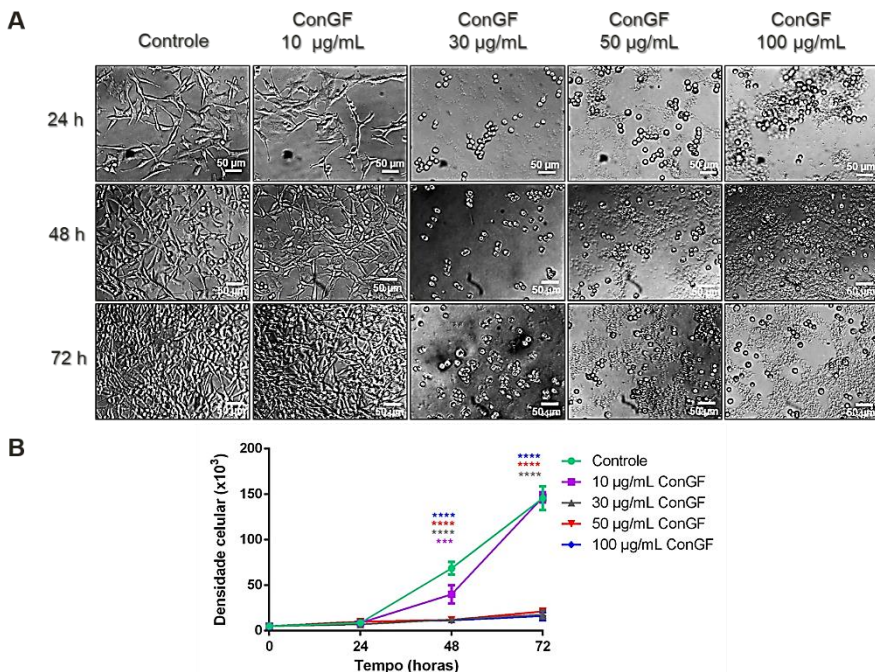 A
Controle
ConGF
10 µg/mL
ConGF
30 µg/mL
ConGF
50 µg/mL
ConGF
100 µg/mL
24 h
50 µm
50 µm
50 µm
50 µm
50 µm
48 h
50 µm
50 µm
50 µm
50 µm
50 µm
72 h
50 µm
50 µm
50 µm
50 µm
50 µm
B
Densidade celular (x10³)
200
150
100
50
0
0
24
48
72
Tempo (horas)
****
****
****
***
****
****
****
Controle
10 µg/mL ConGF
30 µg/mL ConGF
50 µg/mL ConGF
100 µg/mL ConGF